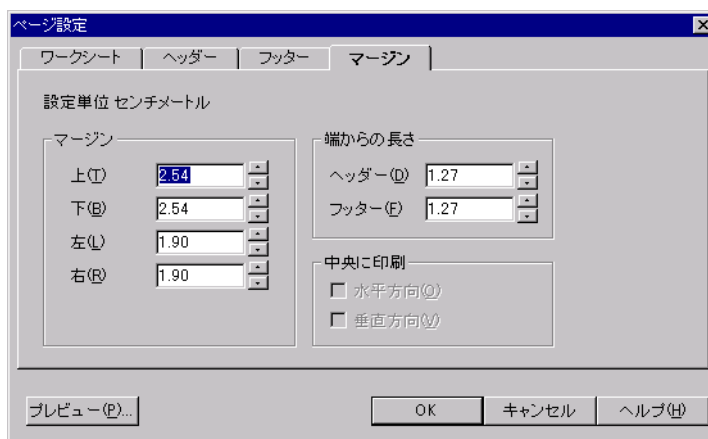 ページ設定
ワークシート ヘッダー フッター マージン
設定単位 センチメートル
マージン
上(T) 2.54
下(B) 2.54
左(L) 1.90
右(R) 1.90
端からの長さ
ヘッダー(D) 1.27
フッター(F) 1.27
中央に印刷
水平方向(O)
垂直方向(V)
プレビュー(P)... OK キャンセル ヘルプ(H)